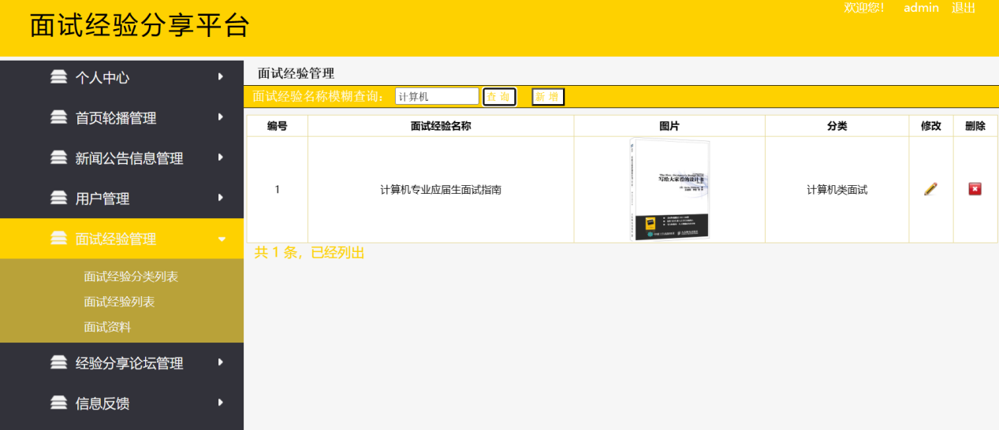 面试经验分享平台
欢迎您! admin 退出
个人中心
首页轮播管理
新闻公告信息管理
用户管理
面试经验管理
面试经验分类列表
面试经验列表
面试资料
经验分享论坛管理
信息反馈
面试经验管理
面试经验名称模糊查询： 计算机 查 询 新 增
编号 面试经验名称 图片 分类 修改 删除
1 计算机专业应届生面试指南 计算机类面试
写给大家看的设计书
共 1 条，已经列出